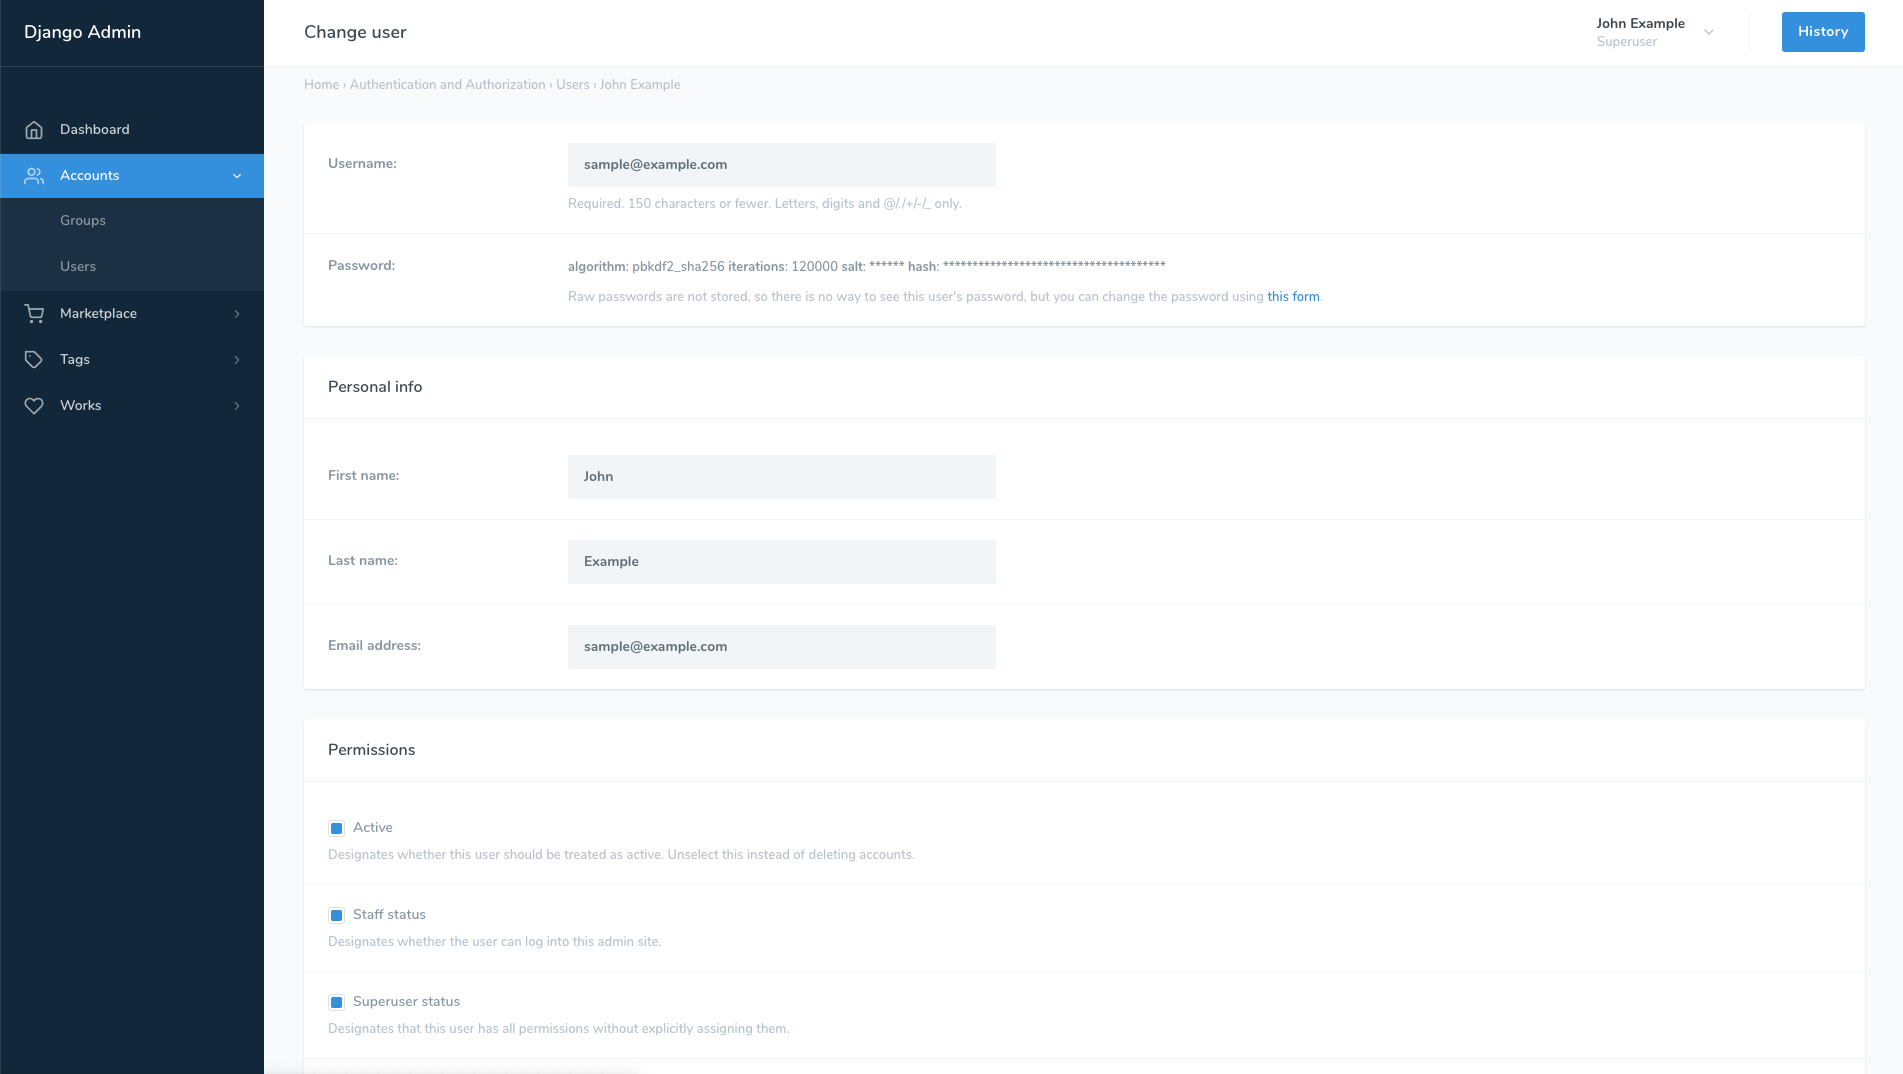 Django Admin
Dashboard
Accounts
Groups
Users
Marketplace
Tags
Works
Change user
John Example
Superuser
History
Home › Authentication and Authorization › Users › John Example
Username:
sample@example.com
Required. 150 characters or fewer. Letters, digits and @/./+/-/_ only.
Password:
algorithm: pbkdf2_sha256 iterations: 120000 salt: ****** hash: **************************************
Raw passwords are not stored, so there is no way to see this user's password, but you can change the password using this form.
Personal info
First name:
John
Last name:
Example
Email address:
sample@example.com
Permissions
Active
Designates whether this user should be treated as active. Unselect this instead of deleting accounts.
Staff status
Designates whether the user can log into this admin site.
Superuser status
Designates that this user has all permissions without explicitly assigning them.